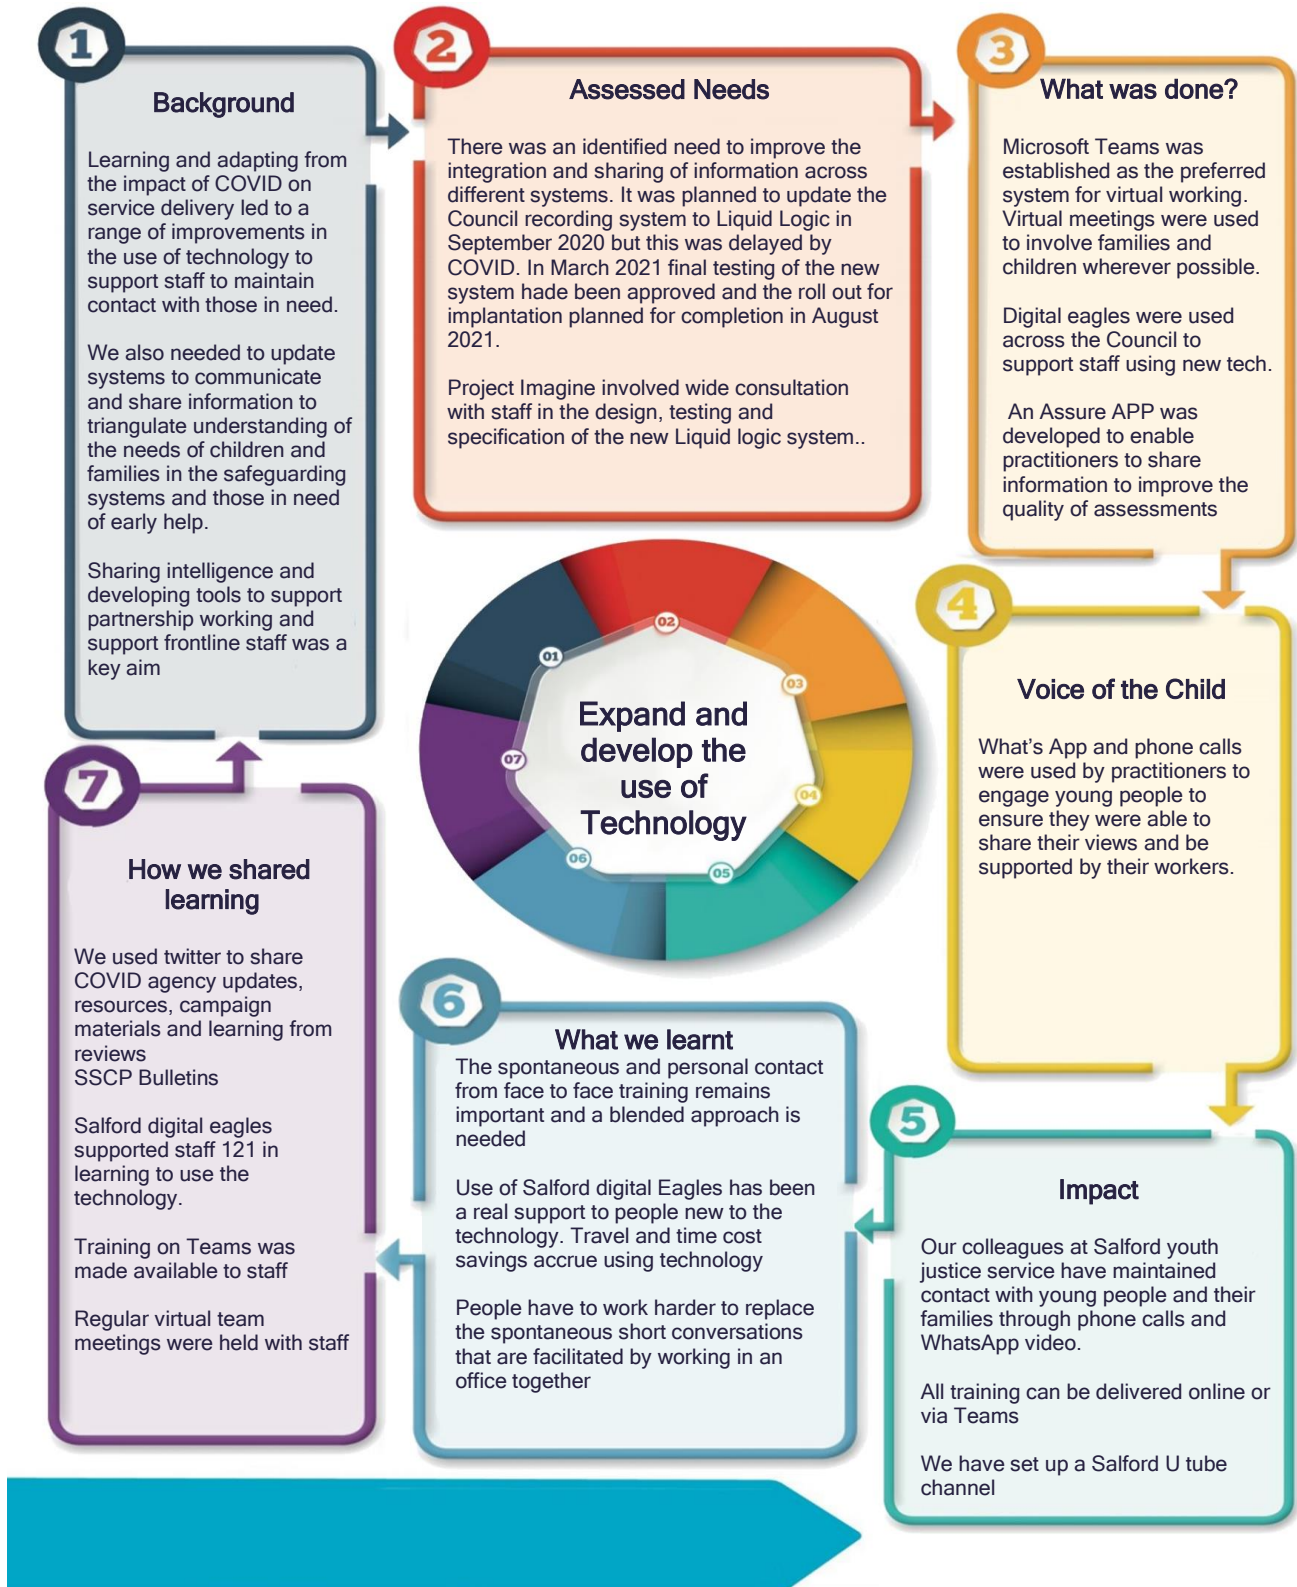 1
Background
Learning and adapting from
the impact of COVID on
service delivery led to a
range of improvements in
the use of technology to
support staff to maintain
contact with those in need.
We also needed to update
systems to communicate
and share information to
triangulate understanding of
the needs of children and
families in the safeguarding
systems and those in need
of early help.
Sharing intelligence and
developing tools to support
partnership working and
support frontline staff was a
key aim
2
Assessed Needs
There was an identified need to improve the
integration and sharing of information across
different systems. It was planned to update the
Council recording system to Liquid Logic in
September 2020 but this was delayed by
COVID. In March 2021 final testing of the new
system hade been approved and the roll out for
implantation planned for completion in August
2021.
Project Imagine involved wide consultation
with staff in the design, testing and
specification of the new Liquid logic system..
3
What was done?
Microsoft Teams was
established as the preferred
system for virtual working.
Virtual meetings were used
to involve families and
children wherever possible.
Digital eagles were used
across the Council to
support staff using new tech.
An Assure APP was
developed to enable
practitioners to share
information to improve the
quality of assessments
01
02
03
04
05
06
07
Expand and
develop the
use of
Technology
4
Voice of the Child
What's App and phone calls
were used by practitioners to
engage young people to
ensure they were able to
share their views and be
supported by their workers.
5
Impact
Our colleagues at Salford youth
justice service have maintained
contact with young people and their
families through phone calls and
WhatsApp video.
All training can be delivered online or
via Teams
We have set up a Salford U tube
channel
6
What we learnt
The spontaneous and personal contact
from face to face training remains
important and a blended approach is
needed
Use of Salford digital Eagles has been
a real support to people new to the
technology. Travel and time cost
savings accrue using technology
People have to work harder to replace
the spontaneous short conversations
that are facilitated by working in an
office together
7
How we shared
learning
We used twitter to share
COVID agency updates,
resources, campaign
materials and learning from
reviews
SSCP Bulletins
Salford digital eagles
supported staff 121 in
learning to use the
technology.
Training on Teams was
made available to staff
Regular virtual team
meetings were held with staff